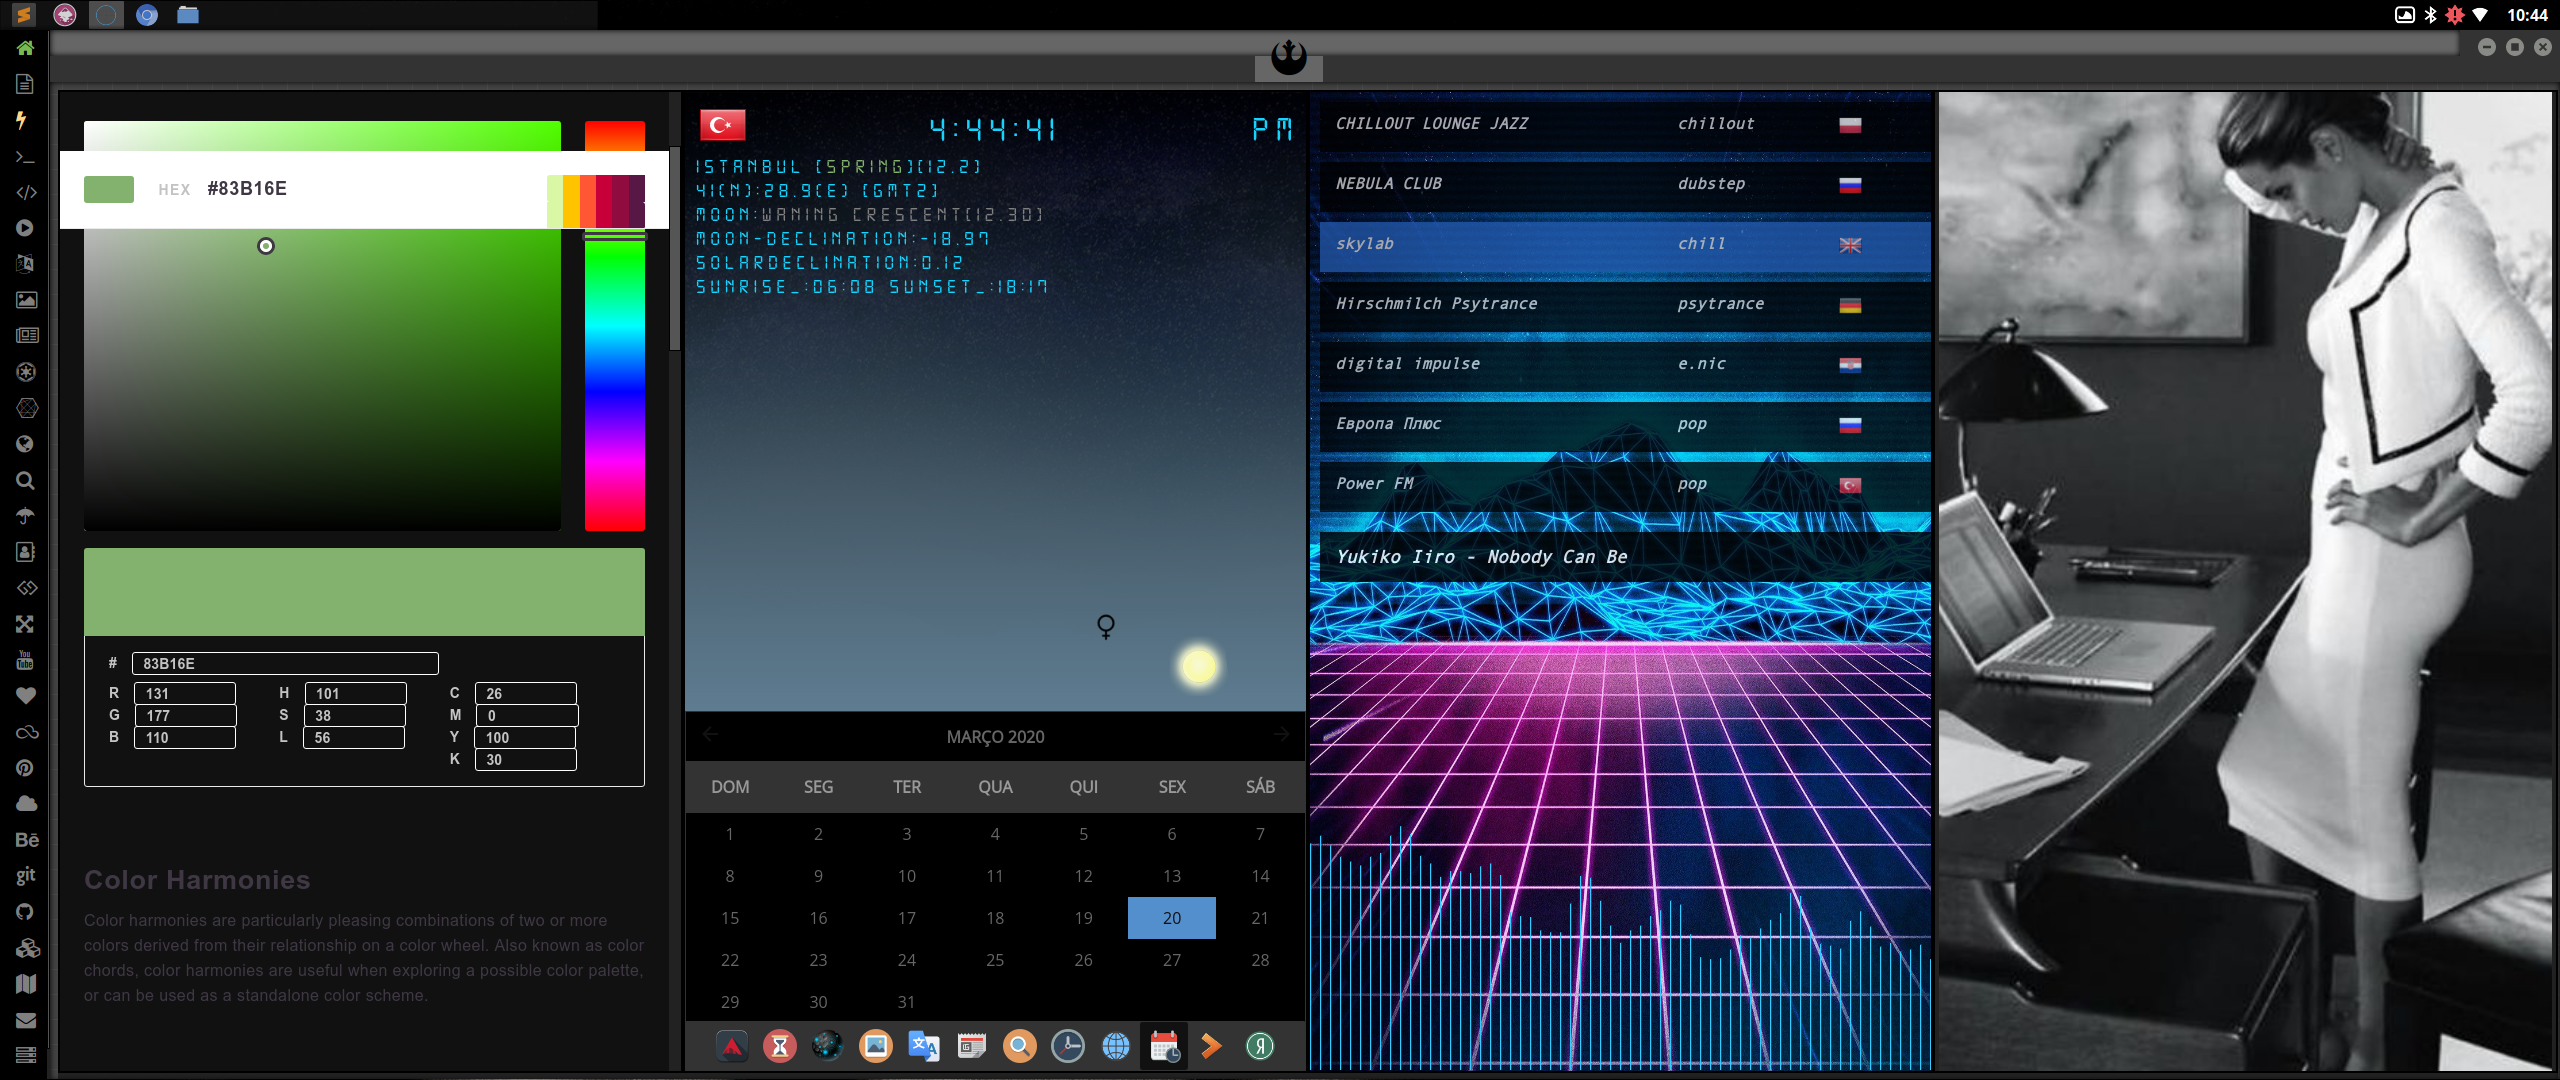 10:44
HEX #83B16E
# 83B16E
R 131 H 101 C 26
G 177 S 38 M 0
B 110 L 56 Y 100
K 30
Color Harmonies
Color harmonies are particularly pleasing combinations of two or more
colors derived from their relationship on a color wheel. Also known as color
chords, color harmonies are useful when exploring a possible color palette,
or can be used as a standalone color scheme.
You
Tube
Bē
git
4:44:41 PM
ISTANBUL [SPRING][12.2]
41(N):28.9(E) [GMT2]
MOON:WANING CRESCENT[12.30]
MOON-DECLINATION:-18.97
SOLARDECLINATION:0.12
SUNRISE_:06:08 SUNSET_:18:17
MARÇO 2020
DOM SEG TER QUA QUI SEX SÁB
1 2 3 4 5 6 7
8 9 10 11 12 13 14
15 16 17 18 19 20 21
22 23 24 25 26 27 28
29 30 31
CHILLOUT LOUNGE JAZZ chillout
NEBULA CLUB dubstep
skylab chill
Hirschmilch Psytrance psytrance
digital impulse e.nic
Европа Плюс pop
Power FM pop
Yukiko Iiro - Nobody Can Be